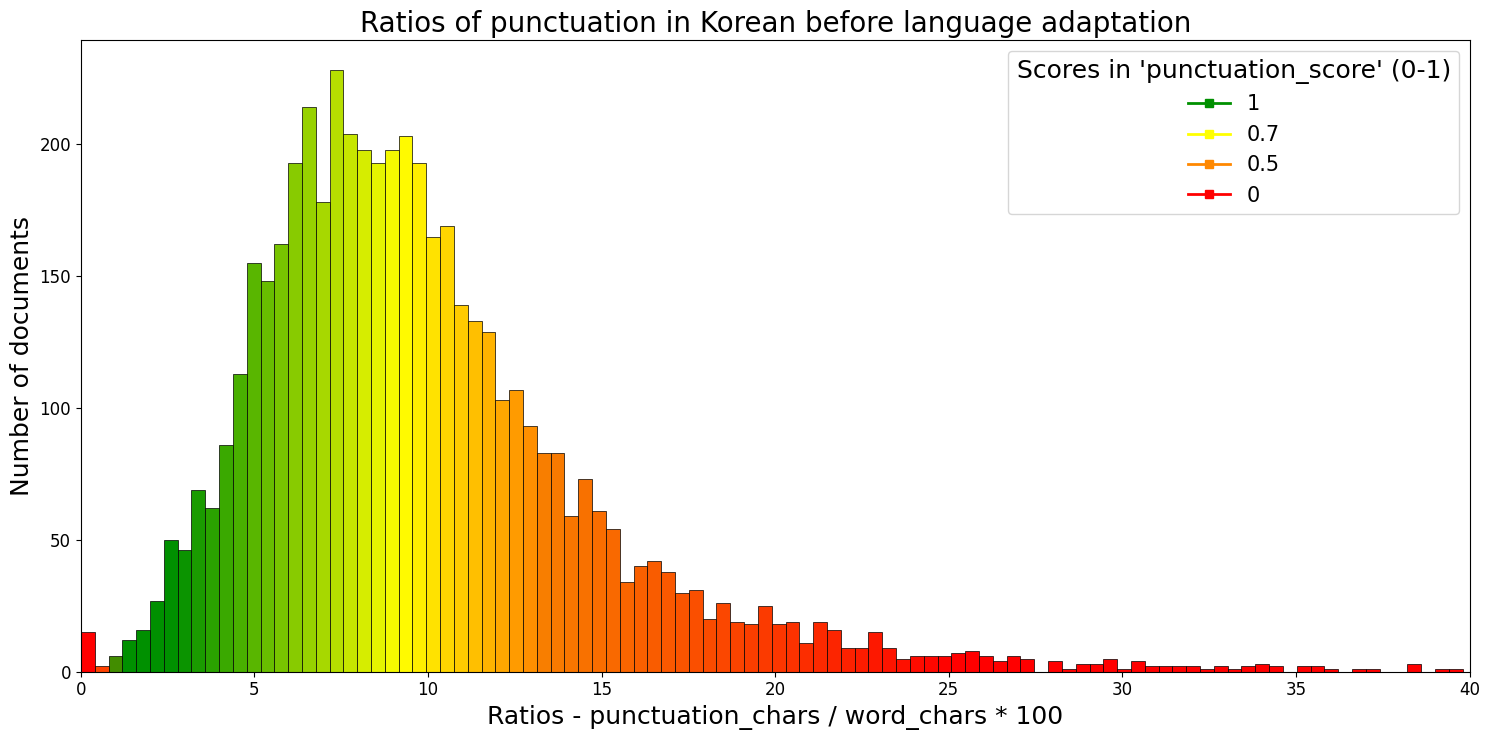 Ratios of punctuation in Korean before language adaptation
Scores in 'punctuation_score' (0-1)
1
0.7
0.5
0
Number of documents
200
150
100
50
0
0 5 10 15 20 25 30 35 40
Ratios - punctuation_chars / word_chars * 100